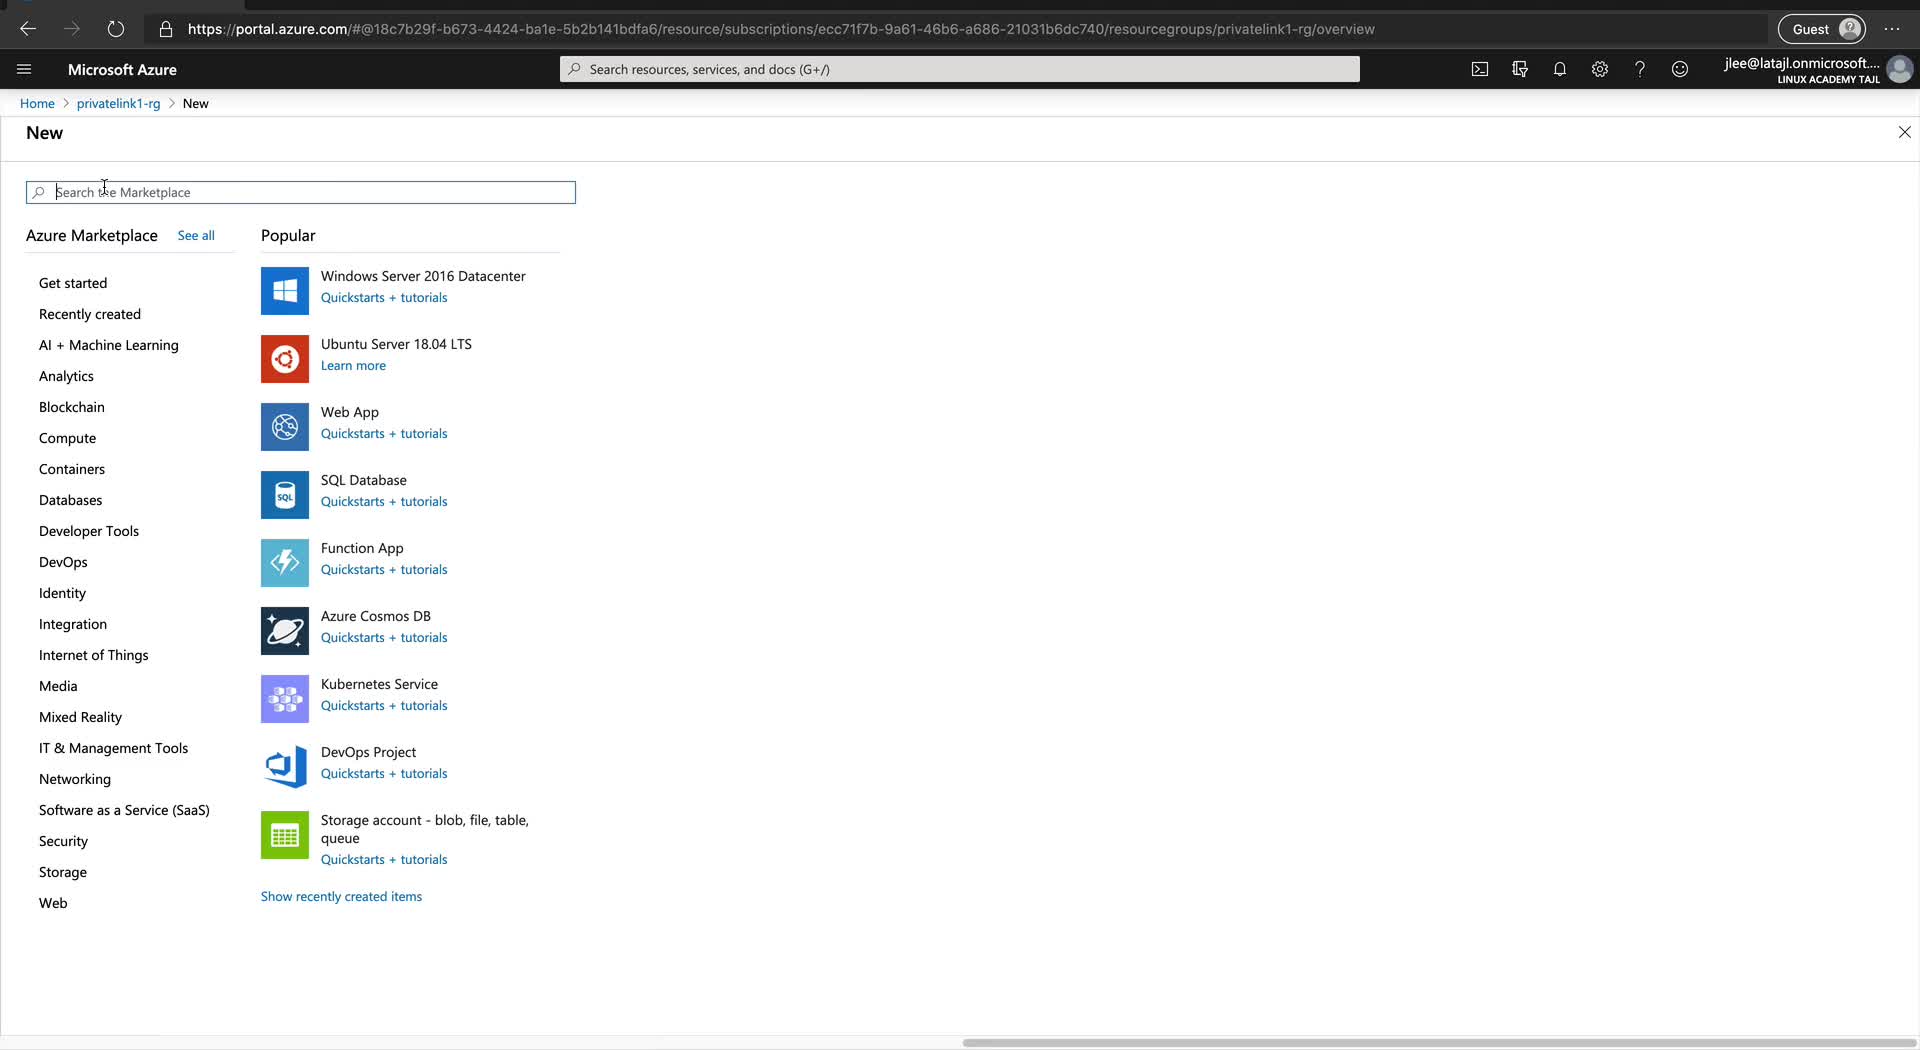 https://portal.azure.com/#@18c7b29f-b673-4424-ba1e-5b2b141bdfa6/resource/subscriptions/ecc71f7b-9a61-46b6-a686-21031b6dc740/resourcegroups/privatelink1-rg/overview
Guest
Microsoft Azure
Search resources, services, and docs (G+/)
jlee@latajl.onmicrosoft....
LINUX ACADEMY TAJL
Home > privatelink1-rg > New
New
Search the Marketplace
Azure Marketplace See all
Popular
Get started
Recently created
AI + Machine Learning
Analytics
Blockchain
Compute
Containers
Databases
Developer Tools
DevOps
Identity
Integration
Internet of Things
Media
Mixed Reality
IT & Management Tools
Networking
Software as a Service (SaaS)
Security
Storage
Web
Windows Server 2016 Datacenter
Quickstarts + tutorials
Ubuntu Server 18.04 LTS
Learn more
Web App
Quickstarts + tutorials
SQL
SQL Database
Quickstarts + tutorials
Function App
Quickstarts + tutorials
Azure Cosmos DB
Quickstarts + tutorials
Kubernetes Service
Quickstarts + tutorials
DevOps Project
Quickstarts + tutorials
Storage account - blob, file, table,
queue
Quickstarts + tutorials
Show recently created items